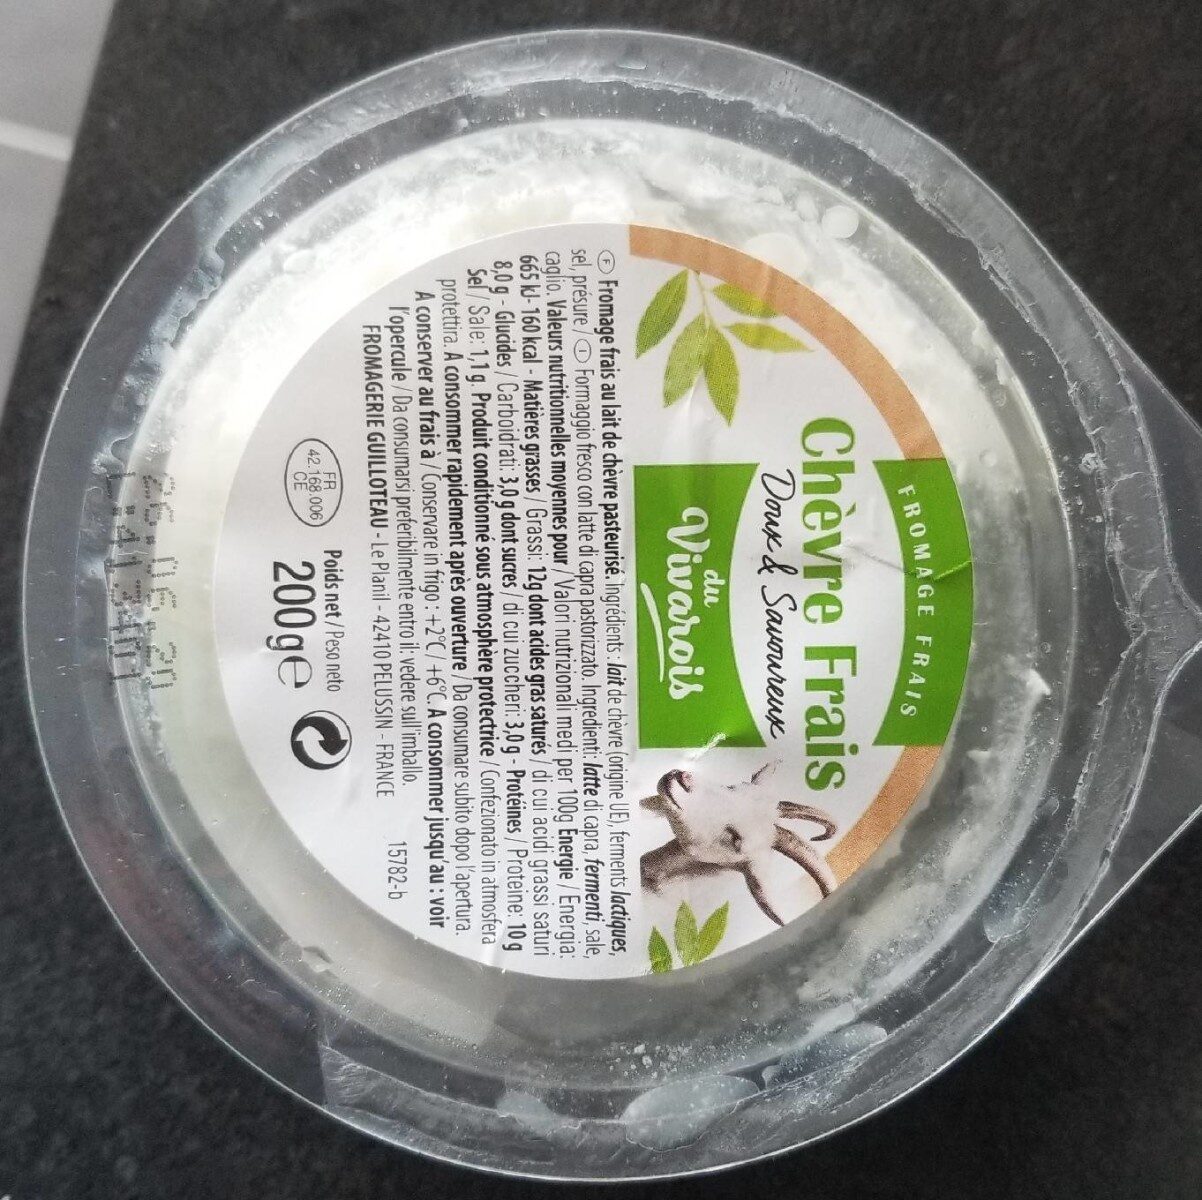 FROMAGE FRAIS
Chèvre Frais
Doux & Savoureux
du
Vivarois
F Fromage frais au lait de chèvre pasteurisé. Ingrédients : lait de chèvre (origine UE), ferments lactiques,
sel, présure / I Formaggio fresco con latte di capra pastorizzato. Ingredienti: latte di capra, fermenti, sale,
caglio. Valeurs nutritionnelles moyennes pour / Valori nutrizionali medi per 100g Energie / Energia:
665 kJ - 160 kcal - Matières grasses / Grassi: 12g dont acides gras saturés / di cui acidi grassi saturi
8,0 g - Glucides / Carboidrati: 3,0 g dont sucres / di cui zuccheri: 3,0 g - Protéines / Proteine: 10 g
Sel / Sale: 1,1 g. Produit conditionné sous atmosphère protectrice / Confezionato in atmosfera
protettira. A consommer rapidement après ouverture / Da consumare subito dopo l'apertura.
A conserver au frais à / Conservare in frigo : +2°C / +6°C. A consommer jusqu'au : voir
l'opercule / Da consumarsi preferibilmente entro il: vedere sull'imballo.
FROMAGERIE GUILLOTEAU - Le Planil - 42410 PELUSSIN - FRANCE
15782-b
FR
42.168.006
CE
Poids net / Peso neto
200g e